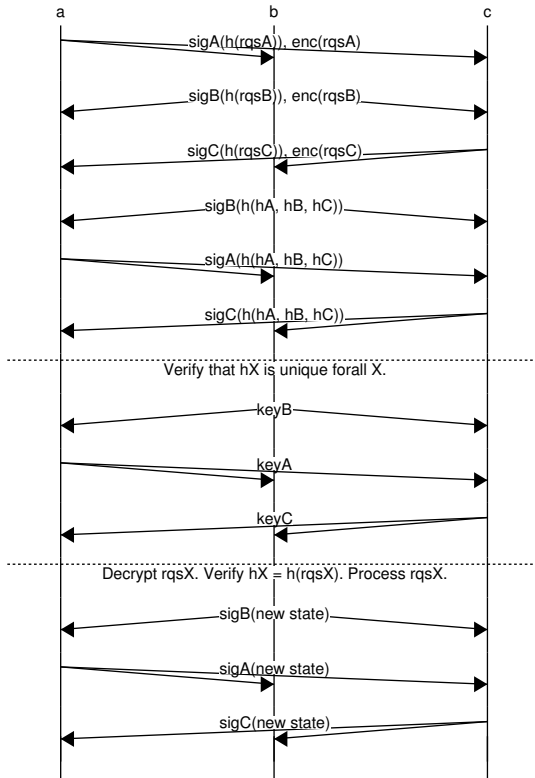 a b c
sigA(h(rqsA)), enc(rqsA)
sigB(h(rqsB)), enc(rqsB)
sigC(h(rqsC)), enc(rqsC)
sigB(h(hA, hB, hC))
sigA(h(hA, hB, hC))
sigC(h(hA, hB, hC))
Verify that hX is unique forall X.
keyB
keyA
keyC
Decrypt rqsX. Verify hX = h(rqsX). Process rqsX.
sigB(new state)
sigA(new state)
sigC(new state)